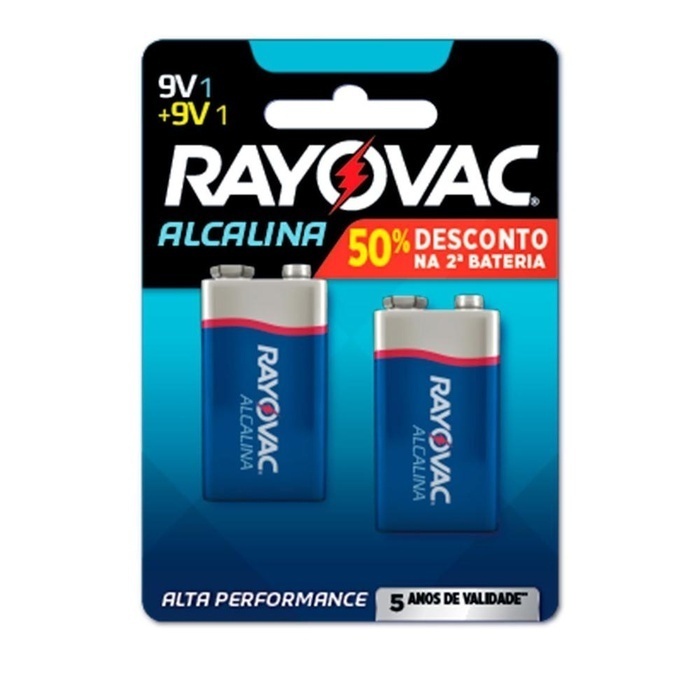 9V 1
+9V 1
RAYOVAC®
ALCALINA
50% DESCONTO
NA 2ª BATERIA
RAYOVAC
ALCALINA
RAYOVAC
ALCALINA
ALTA PERFORMANCE
5 ANOS DE VALIDADE**